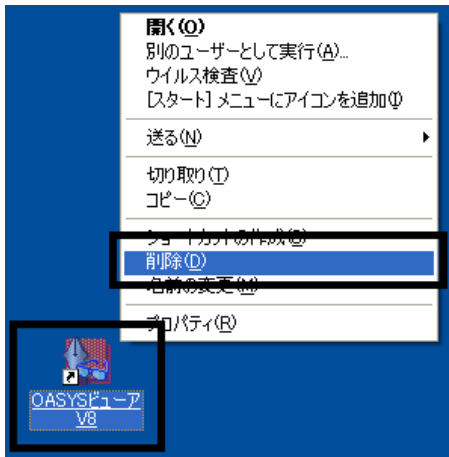 開く(O)
別のユーザーとして実行(A)...
ウイルス検査(V)
[スタート] メニューにアイコンを追加(I)
送る(N)
切り取り(T)
コピー(C)
ショートカットの作成(S)
削除(D)
名前の変更(M)
プロパティ(R)
OASYSビューア
V8